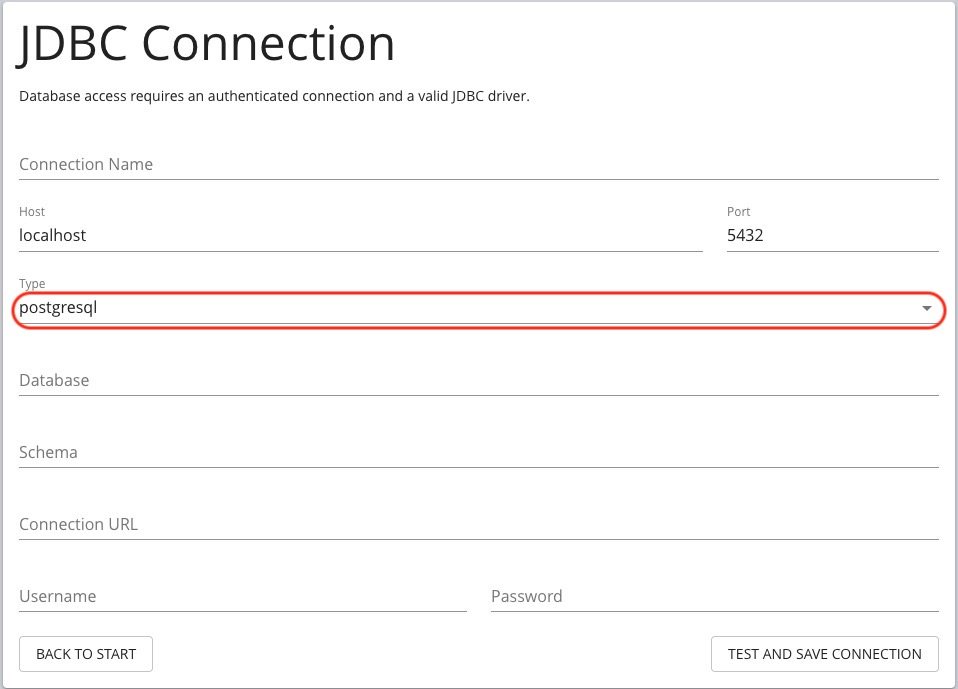 JDBC Connection
Database access requires an authenticated connection and a valid JDBC driver.
Connection Name
Host
localhost
Port
5432
Type
postgresql
Database
Schema
Connection URL
Username
Password
BACK TO START
TEST AND SAVE CONNECTION